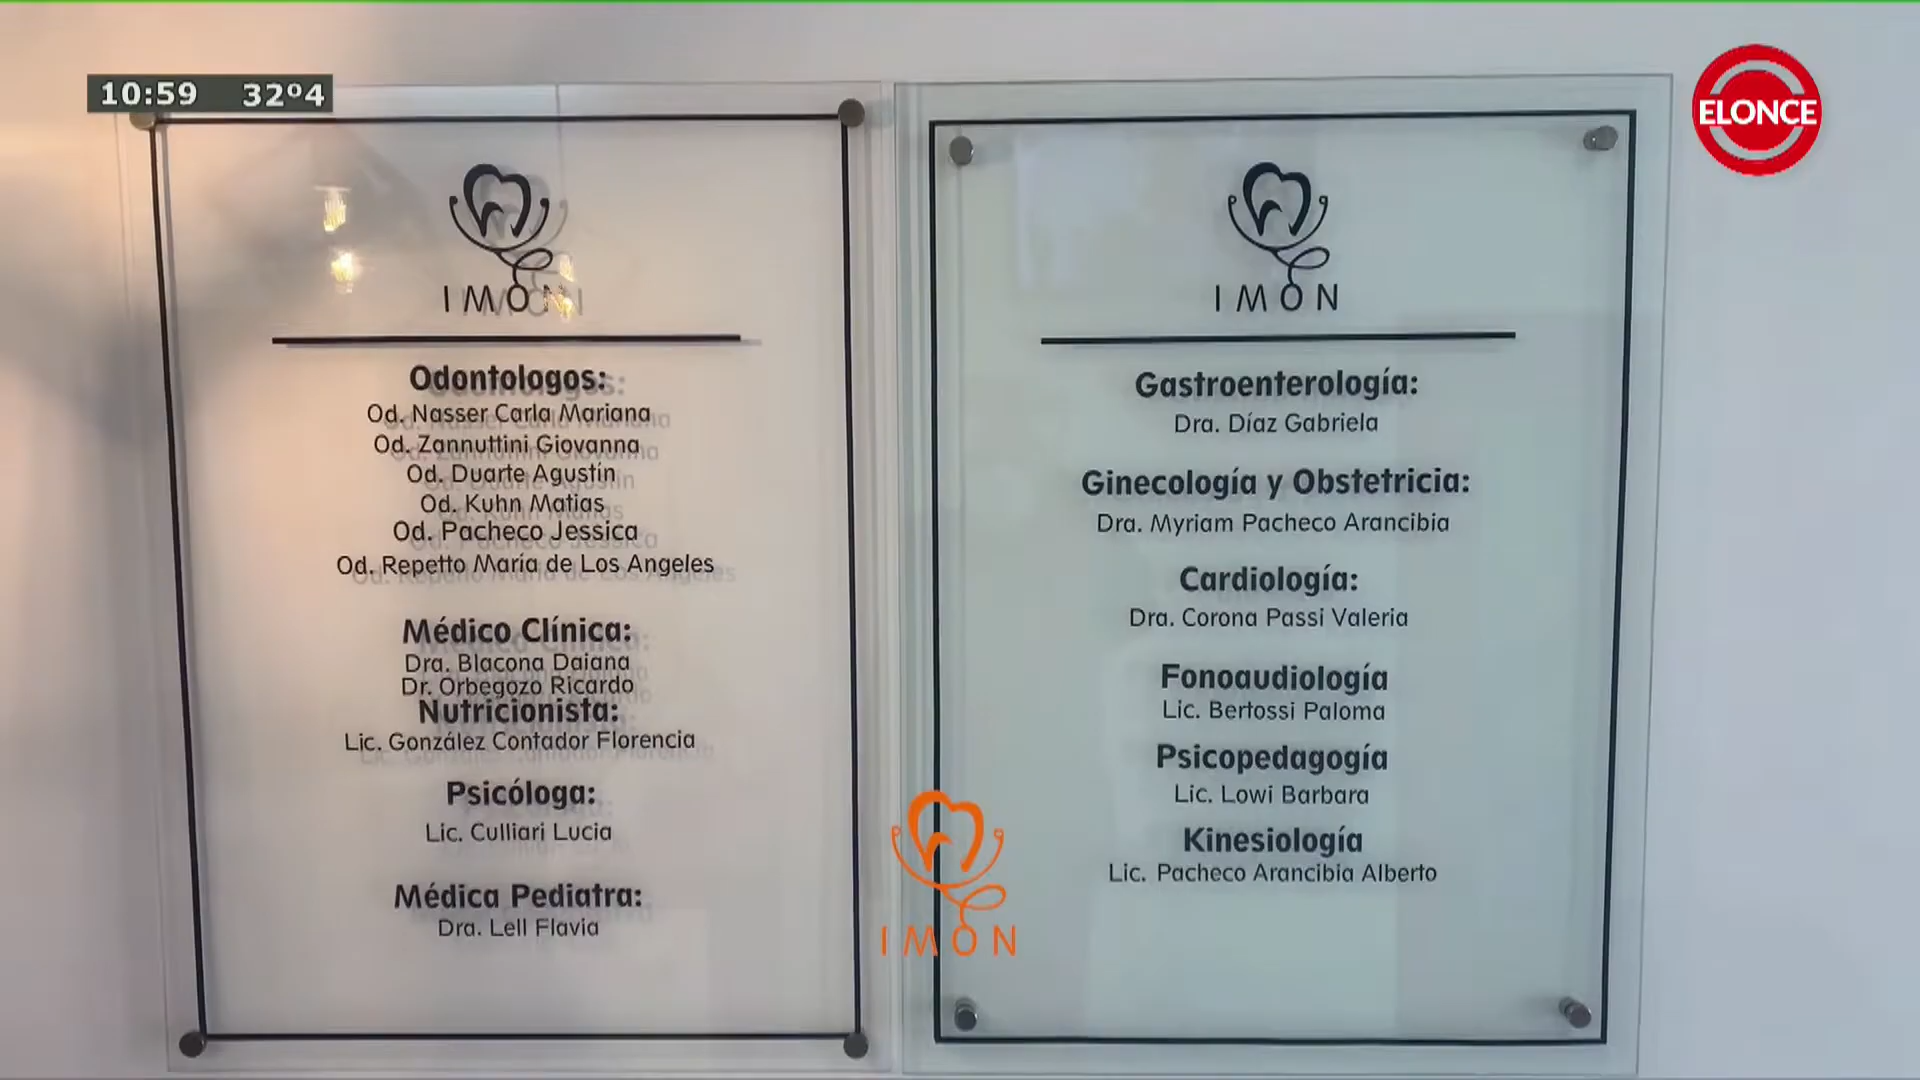 10:59 32º4
ELONCE
IMON
Odontologos:
Od. Nasser Carla Mariana
Od. Zannuttini Giovanna
Od. Duarte Agustín
Od. Kuhn Matias
Od. Pacheco Jessica
Od. Repetto María de Los Angeles
Médico Clínica:
Dra. Blacona Daiana
Dr. Orbegozo Ricardo
Nutricionista:
Lic. González Contador Florencia
Psicóloga:
Lic. Culliari Lucia
Médica Pediatra:
Dra. Lell Flavia
IMON
Gastroenterología:
Dra. Díaz Gabriela
Ginecología y Obstetricia:
Dra. Myriam Pacheco Arancibia
Cardiología:
Dra. Corona Passi Valeria
Fonoaudiología
Lic. Bertossi Paloma
Psicopedagogía
Lic. Lowi Barbara
Kinesiología
Lic. Pacheco Arancibia Alberto
IMON